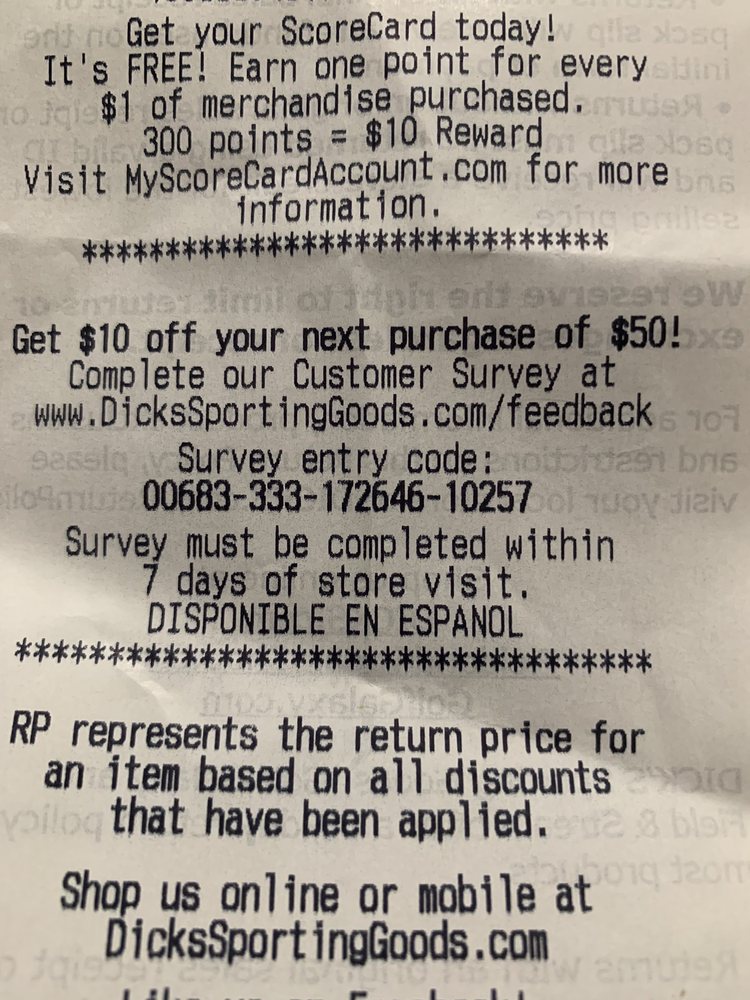 Get your ScoreCard today!
It's FREE! Earn one point for every
$1 of merchandise purchased.
300 points = $10 Reward
Visit MyScoreCardAccount.com for more
information.
******************************
Get $10 off your next purchase of $50!
Complete our Customer Survey at
www.DicksSportingGoods.com/feedback
Survey entry code:
00683-333-172646-10257
Survey must be completed within
7 days of store visit.
DISPONIBLE EN ESPANOL
***********************************
RP represents the return price for
an item based on all discounts
that have been applied.
Shop us online or mobile at
DicksSportingGoods.com